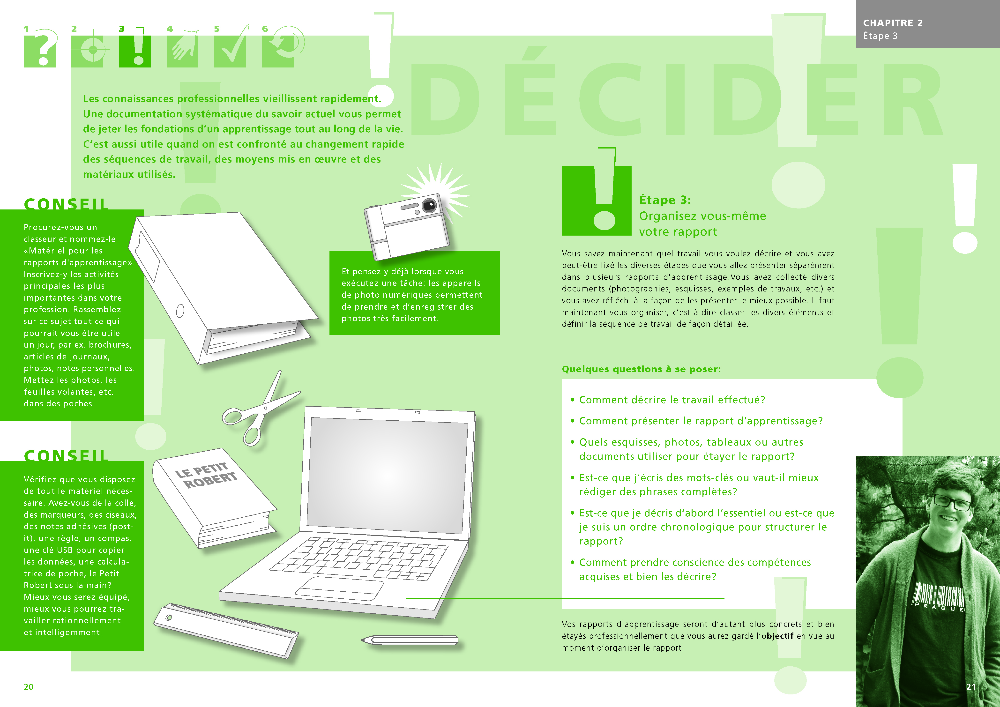 1 2 3 4 5 6
CHAPITRE 2
Étape 3
DÉCIDER
Les connaissances professionnelles vieillissent rapidement.
Une documentation systématique du savoir actuel vous permet
de jeter les fondations d‘un apprentissage tout au long de la vie.
C‘est aussi utile quand on est confronté au changement rapide
des séquences de travail, des moyens mis en œuvre et des
matériaux utilisés.
CONSEIL
Procurez-vous un
classeur et nommez-le
«Matériel pour les
rapports d'apprentissage».
Inscrivez-y les activités
principales les plus
importantes dans votre
profession. Rassemblez
sur ce sujet tout ce qui
pourrait vous être utile
un jour, par ex. brochures,
articles de journaux,
photos, notes personnelles.
Mettez les photos, les
feuilles volantes, etc.
dans des poches.
Et pensez-y déjà lorsque vous
exécutez une tâche: les appareils
de photo numériques permettent
de prendre et d‘enregistrer des
photos très facilement.
CONSEIL
Vérifiez que vous disposez
de tout le matériel néces-
saire. Avez-vous de la colle,
des marqueurs, des ciseaux,
des notes adhésives (post-
it), une règle, un compas,
une clé USB pour copier
les données, une calcula-
trice de poche, le Petit
Robert sous la main?
Mieux vous serez équipé,
mieux vous pourrez tra-
vailler rationnellement
et intelligemment.
LE PETIT
ROBERT
20
Étape 3:
Organisez vous-même
votre rapport
Vous savez maintenant quel travail vous voulez décrire et vous avez
peut-être fixé les diverses étapes que vous allez présenter séparément
dans plusieurs rapports d'apprentissage.Vous avez collecté divers
documents (photographies, esquisses, exemples de travaux, etc.) et
vous avez réfléchi à la façon de les présenter le mieux possible. Il faut
maintenant vous organiser, c‘est-à-dire classer les divers éléments et
définir la séquence de travail de façon détaillée.
Quelques questions à se poser:
• Comment décrire le travail effectué?
• Comment présenter le rapport d'apprentissage?
• Quels esquisses, photos, tableaux ou autres
documents utiliser pour étayer le rapport?
• Est-ce que j‘écris des mots-clés ou vaut-il mieux
rédiger des phrases complètes?
• Est-ce que je décris d‘abord l‘essentiel ou est-ce que
je suis un ordre chronologique pour structurer le
rapport?
• Comment prendre conscience des compétences
acquises et bien les décrire?
Vos rapports d'apprentissage seront d‘autant plus concrets et bien
étayés professionnellement que vous aurez gardé l‘objectif en vue au
moment d‘organiser le rapport.
PRAGUE
21